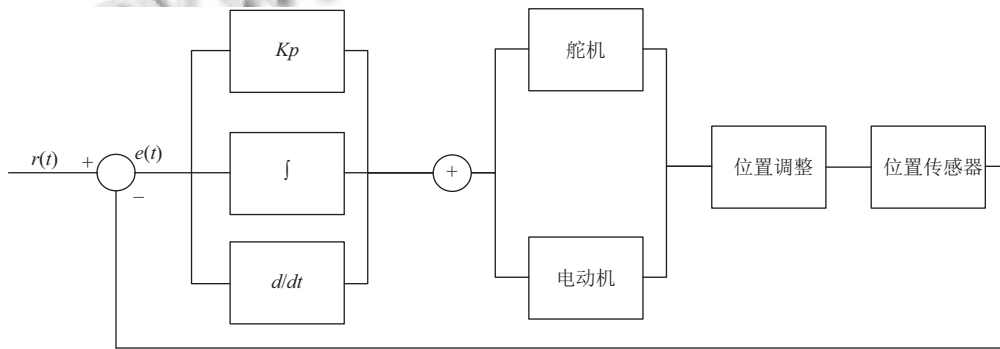 Kp
舵机
r(t)
+
e(t)
−
∫
+
位置调整
位置传感器
d/dt
电动机